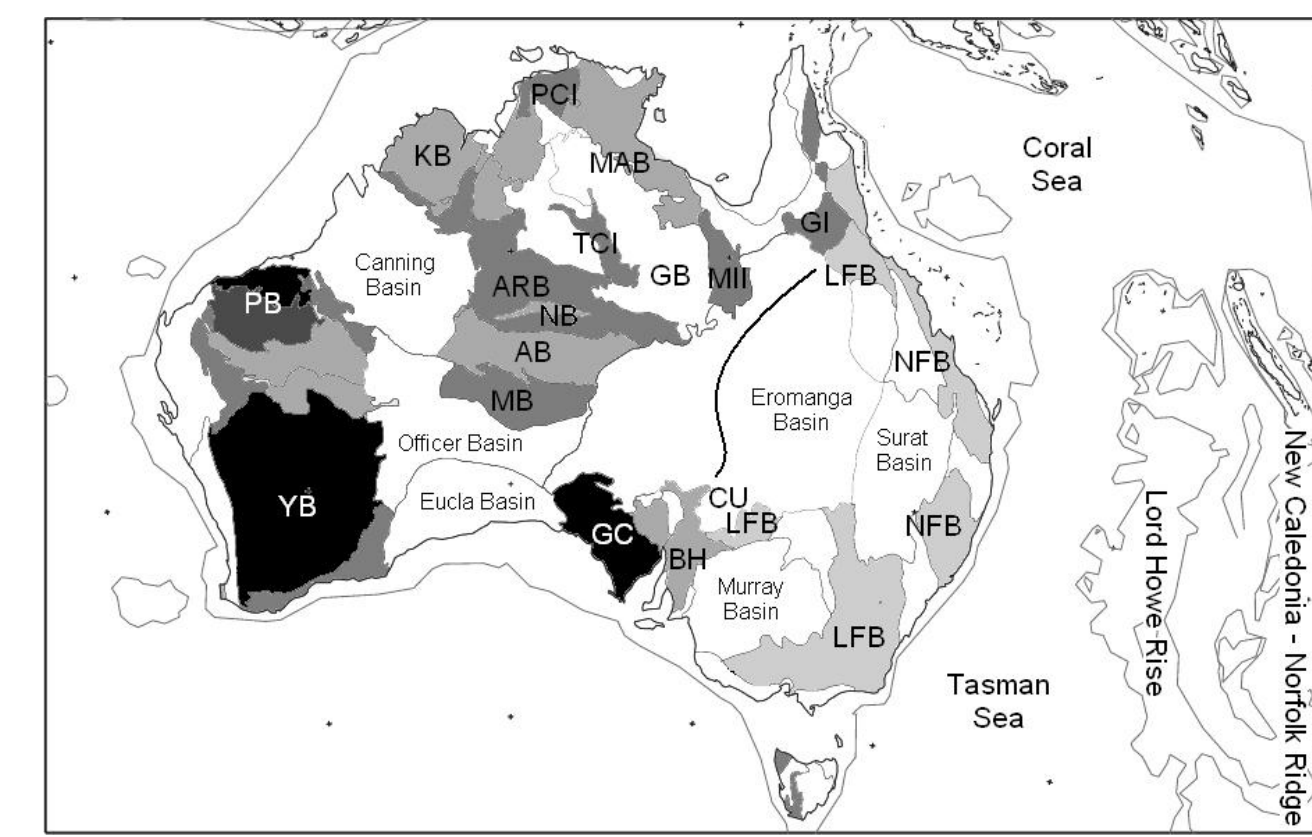 PCI
Coral
Sea
KB
MAB
GI
TCI
Canning
Basin
GB
MII
LFB
ARB
PB
NB
AB
NFB
MB
Eromanga
Basin
Officer Basin
Surat
Basin
Eucla Basin
YB
CU
LFB
NFB
GC
BH
Murray
Basin
LFB
Tasman
Sea
Lord Howe Rise
New Caledonia - Norfolk Ridge